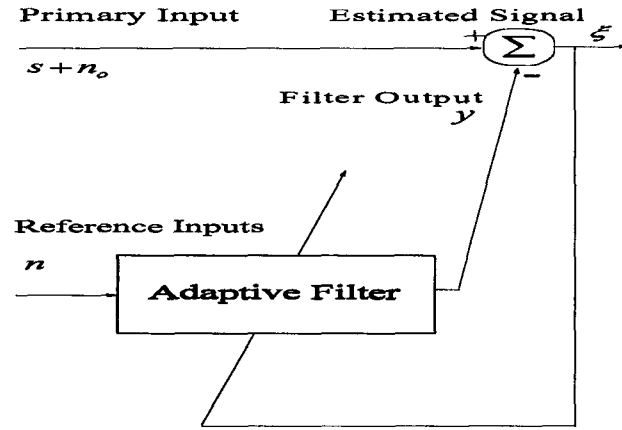 Primary Input
Estimated Signal
+
Σ
ξ
s + nₒ
−
Filter Output
y
Reference Inputs
n
Adaptive Filter